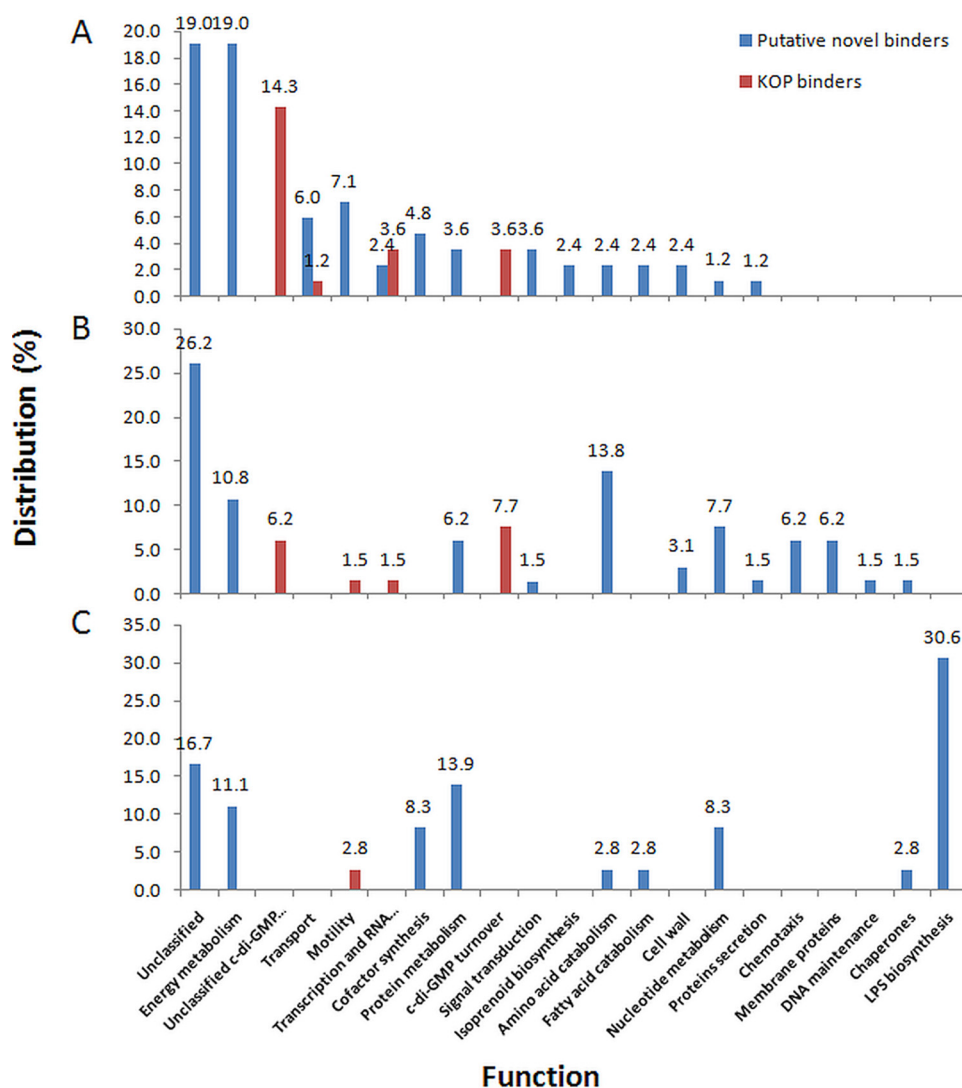 A
Putative novel binders
KOP binders
20.0
18.0
16.0
14.0
12.0
10.0
8.0
6.0
4.0
2.0
0.0
19.0 19.0
14.3
6.0
1.2
7.1
2.4
3.6
4.8
3.6
3.6
3.6
2.4
2.4
2.4
2.4
1.2
1.2
B
30.0
25.0
20.0
15.0
10.0
5.0
0.0
26.2
10.8
6.2
1.5
1.5
6.2
7.7
1.5
13.8
3.1
7.7
1.5
6.2
6.2
1.5
1.5
C
35.0
30.0
25.0
20.0
15.0
10.0
5.0
0.0
16.7
11.1
2.8
8.3
13.9
2.8
2.8
8.3
2.8
30.6
Distribution (%)
Unclassified
Energy metabolism
Unclassified c-di-GMP...
Transport
Motility
Transcription and RNA...
Cofactor synthesis
Protein metabolism
c-di-GMP turnover
Signal transduction
Isoprenoid biosynthesis
Amino acid catabolism
Fatty acid catabolism
Cell wall
Nucleotide metabolism
Proteins secretion
Chemotaxis
Membrane proteins
DNA maintenance
Chaperones
LPS biosynthesis
Function